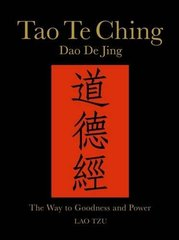 Tao Te Ching
Dao De Jing
道
德
經
The Way to Goodness and Power
LAO TZU